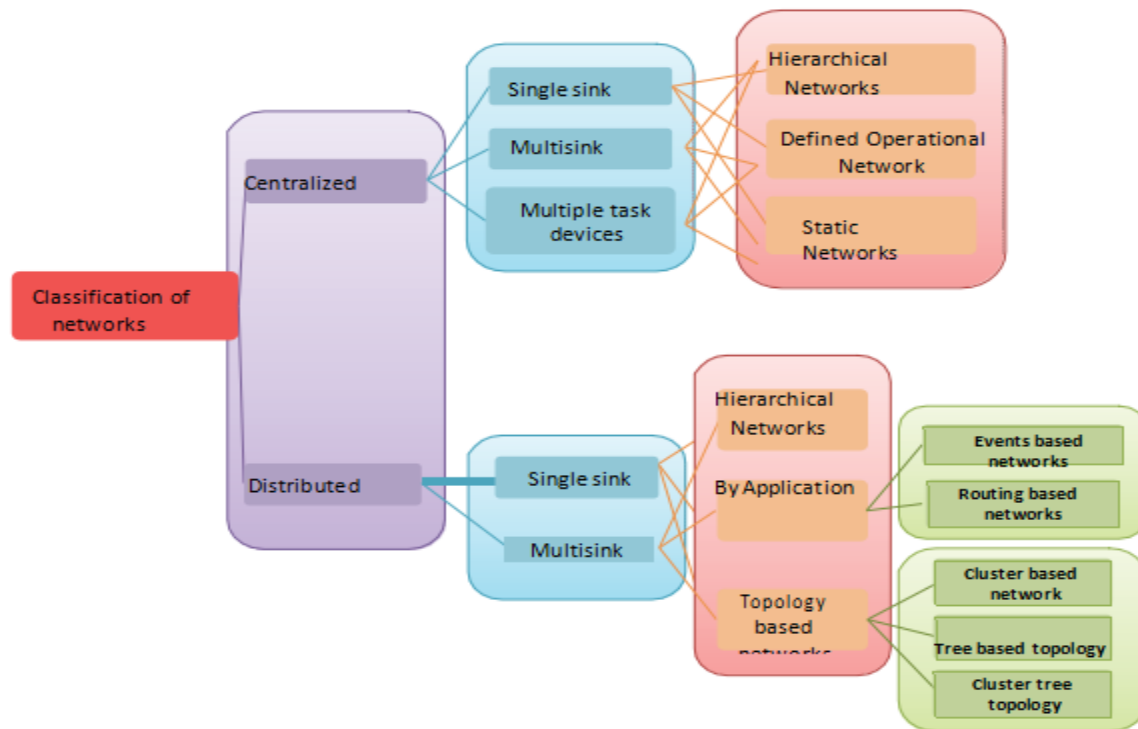 Classification of
networks
Centralized
Distributed
Single sink
Multisink
Multiple task
devices
Hierarchical
Networks
Defined Operational
Network
Static
Networks
Single sink
Multisink
Hierarchical
Networks
By Application
Topology
based
networks
Events based
networks
Routing based
networks
Cluster based
network
Tree based topology
Cluster tree
topology